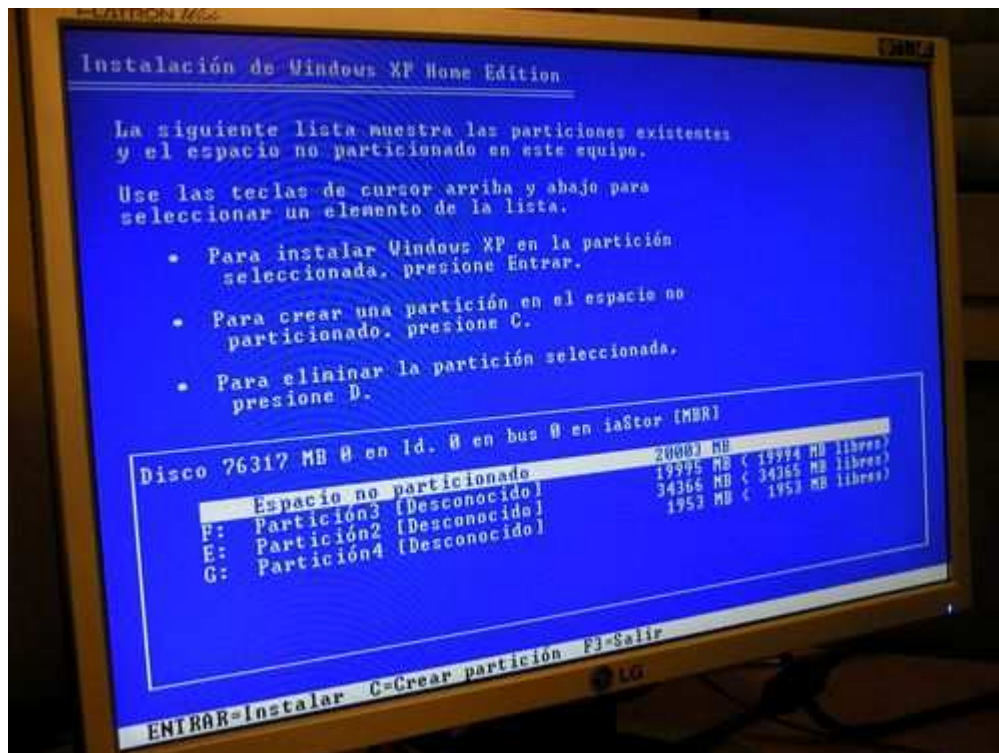 FLATRON
Instalación de Windows XP Home Edition
La siguiente lista muestra las particiones existentes
y el espacio no particionado en este equipo.
Use las teclas de cursor arriba y abajo para
seleccionar un elemento de la lista.
• Para instalar Windows XP en la partición
seleccionada, presione Entrar.
• Para crear una partición en el espacio no
particionado, presione C.
• Para eliminar la partición seleccionada,
presione D.
Disco 76317 MB 0 en Id. 0 en bus 0 en iaStor [MBR]
Espacio no particionado 20003 MB
F: Partición3 [Desconocido] 19995 MB ( 19994 MB libres)
E: Partición2 [Desconocido] 34366 MB ( 34365 MB libres)
G: Partición4 [Desconocido] 1953 MB ( 1953 MB libres)
ENTRAR=Instalar C=Crear partición F3=Salir
LG